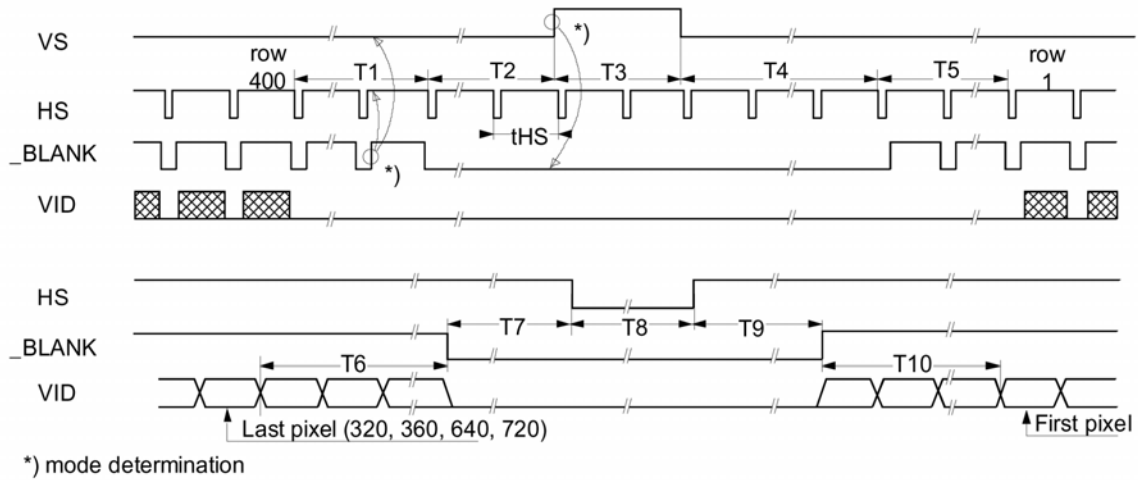 VS
*)
row
400
T1
T2
T3
T4
T5
row
1
HS
tHS
_BLANK
*)
VID
HS
T7
T8
T9
_BLANK
T6
T10
VID
Last pixel (320, 360, 640, 720)
First pixel
*) mode determination